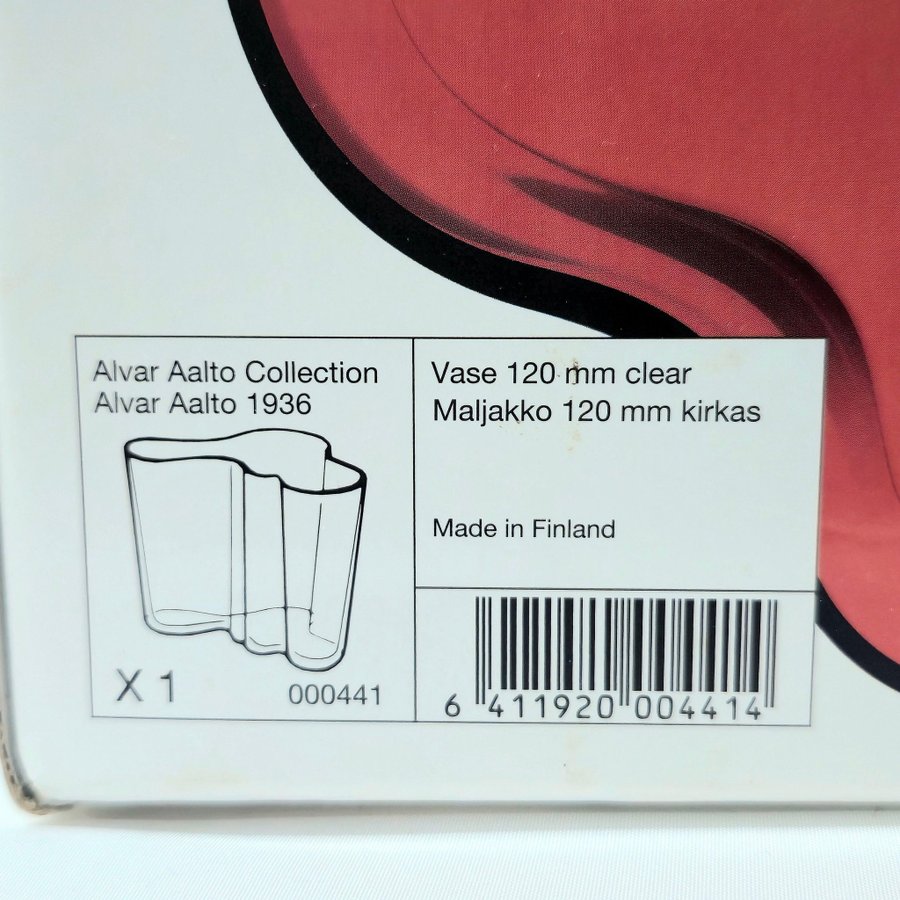 Alvar Aalto Collection
Alvar Aalto 1936
X 1
000441
Vase 120 mm clear
Maljakko 120 mm kirkas
Made in Finland
6 411920 004414